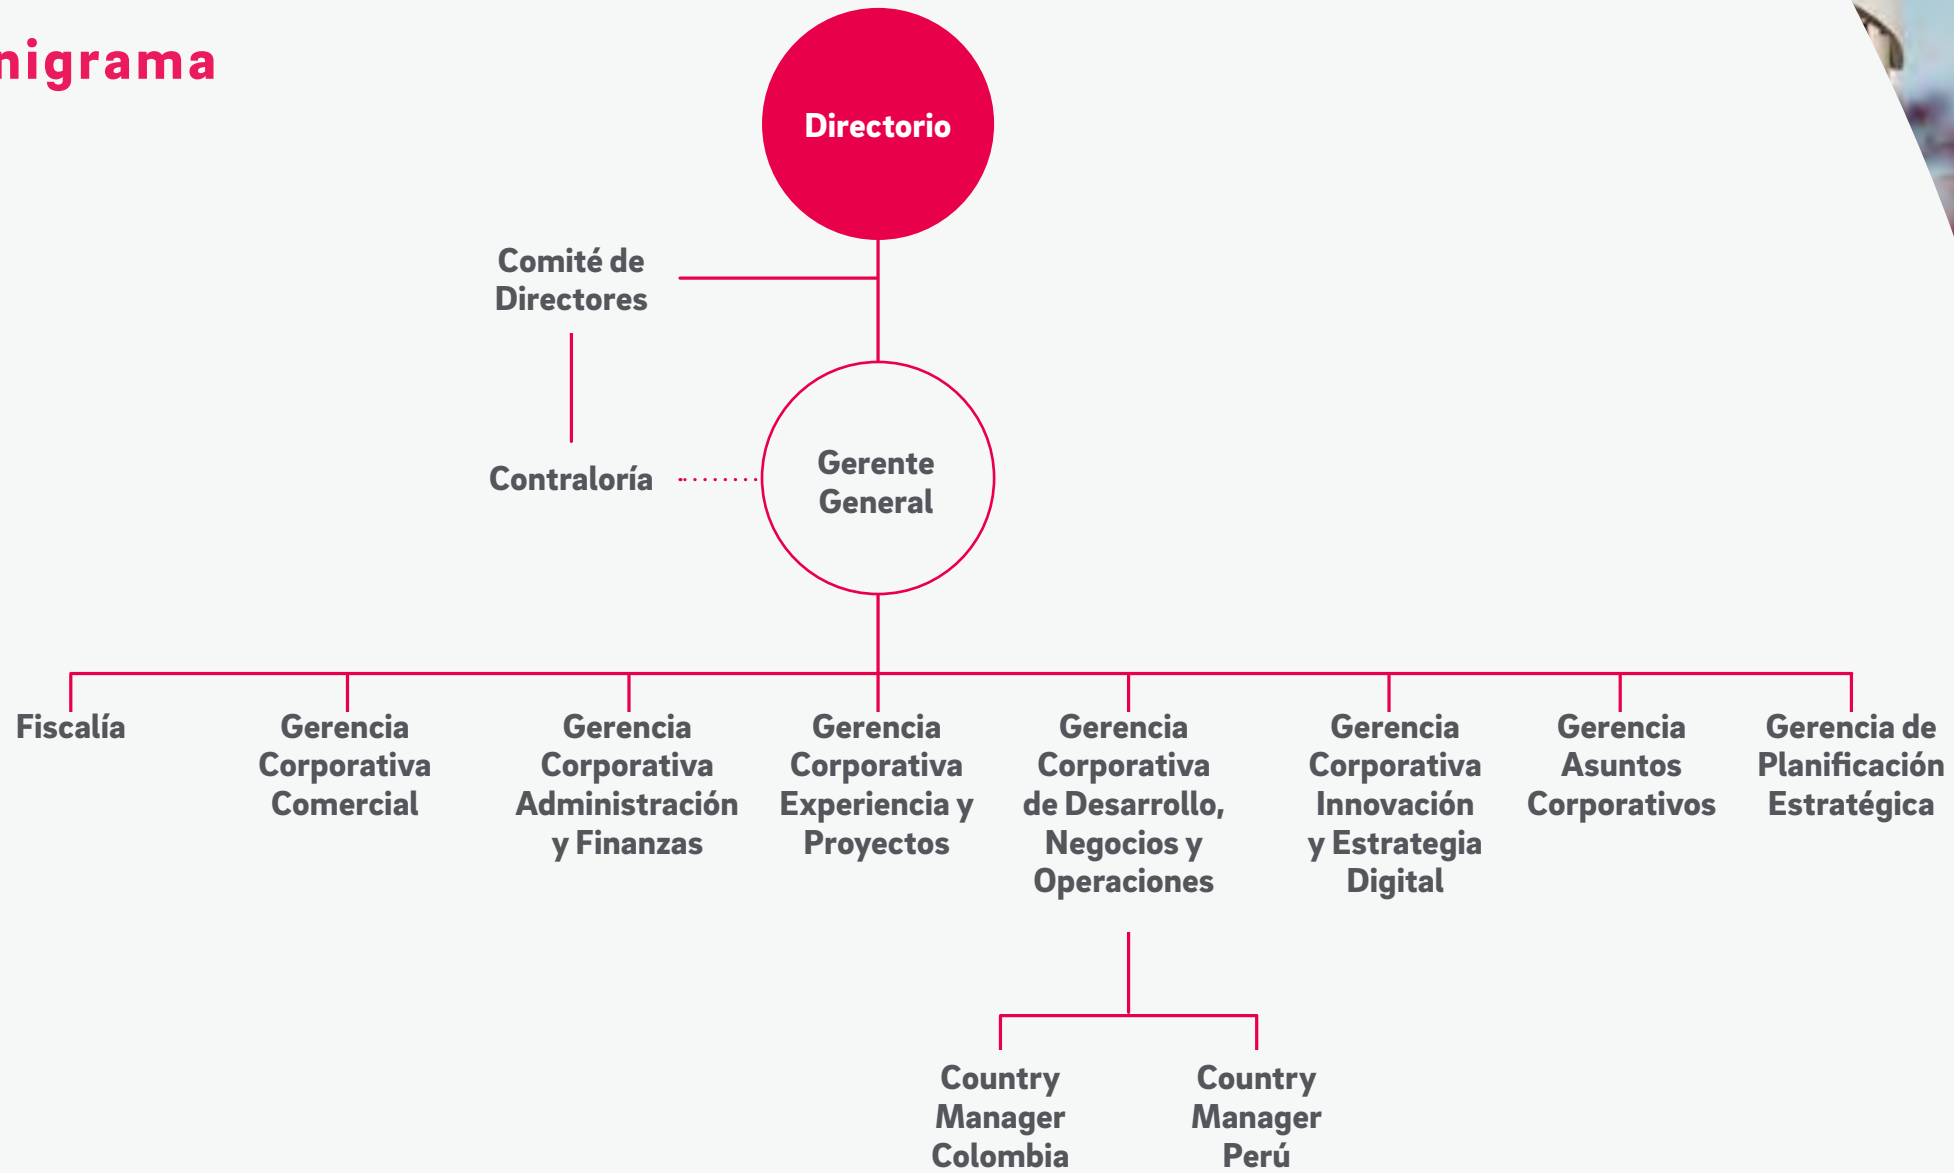 nigrama
Directorio
Comité de
Directores
Contraloría
Gerente
General
Fiscalía
Gerencia
Corporativa
Comercial
Gerencia
Corporativa
Administración
y Finanzas
Gerencia
Corporativa
Experiencia y
Proyectos
Gerencia
Corporativa
de Desarrollo,
Negocios y
Operaciones
Gerencia
Corporativa
Innovación
y Estrategia
Digital
Gerencia
Asuntos
Corporativos
Gerencia de
Planificación
Estratégica
Country
Manager
Colombia
Country
Manager
Perú